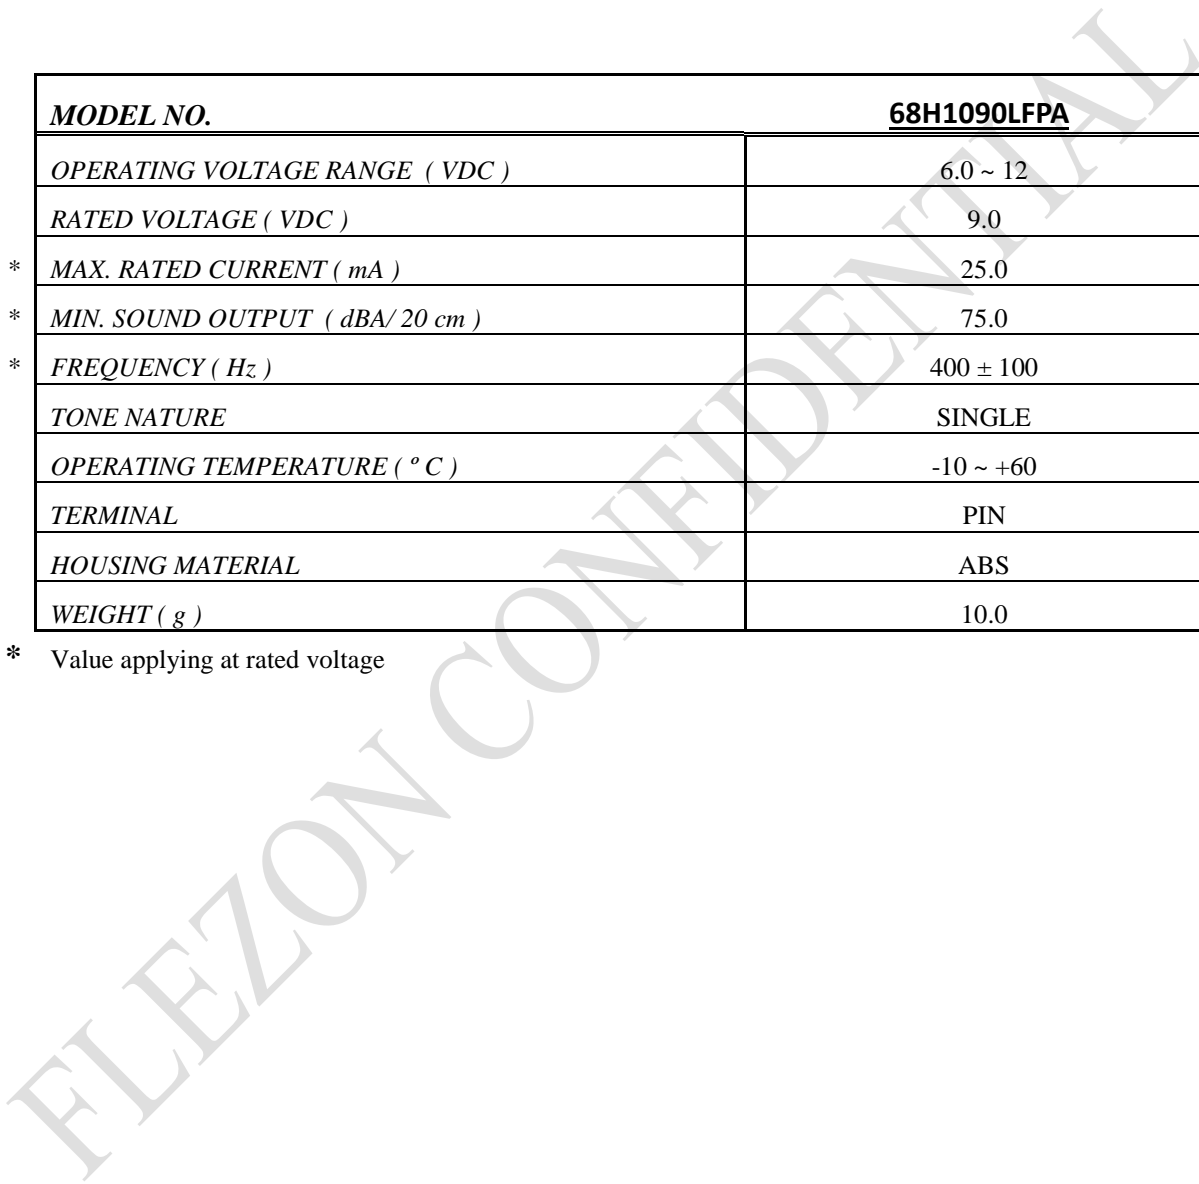 MODEL NO. 68H1090LFPA
OPERATING VOLTAGE RANGE ( VDC ) 6.0 ~ 12
RATED VOLTAGE ( VDC ) 9.0
* MAX. RATED CURRENT ( mA ) 25.0
* MIN. SOUND OUTPUT ( dBA/ 20 cm ) 75.0
* FREQUENCY ( Hz ) 400 ± 100
TONE NATURE SINGLE
OPERATING TEMPERATURE ( º C ) -10 ~ +60
TERMINAL PIN
HOUSING MATERIAL ABS
WEIGHT ( g ) 10.0
* Value applying at rated voltage
FLEZON CONFIDENTIAL